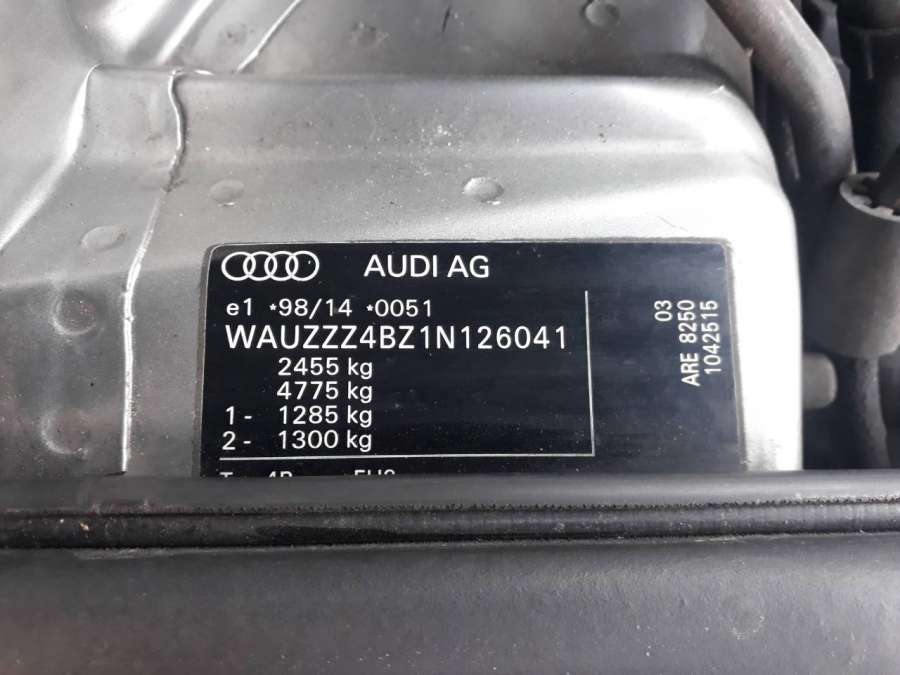 AUDI AG
e1 *98/14 *0051
WAUZZZ4BZ1N126041
2455 kg
4775 kg
1- 1285 kg
2- 1300 kg
03
ARE 8250
1042515